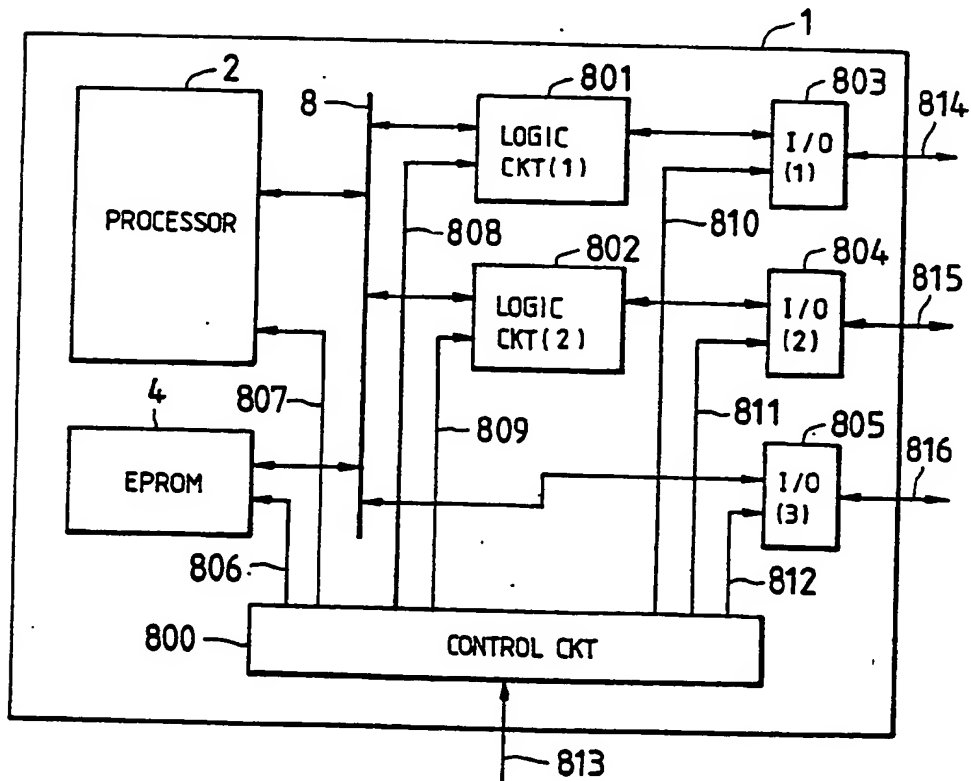 1
2
8
801
803
814
PROCESSOR
LOGIC
CKT(1)
I/O
(1)
808
810
802
804
815
LOGIC
CKT(2)
I/O
(2)
807
809
811
805
816
4
EPROM
I/O
(3)
806
812
800
CONTROL CKT
813